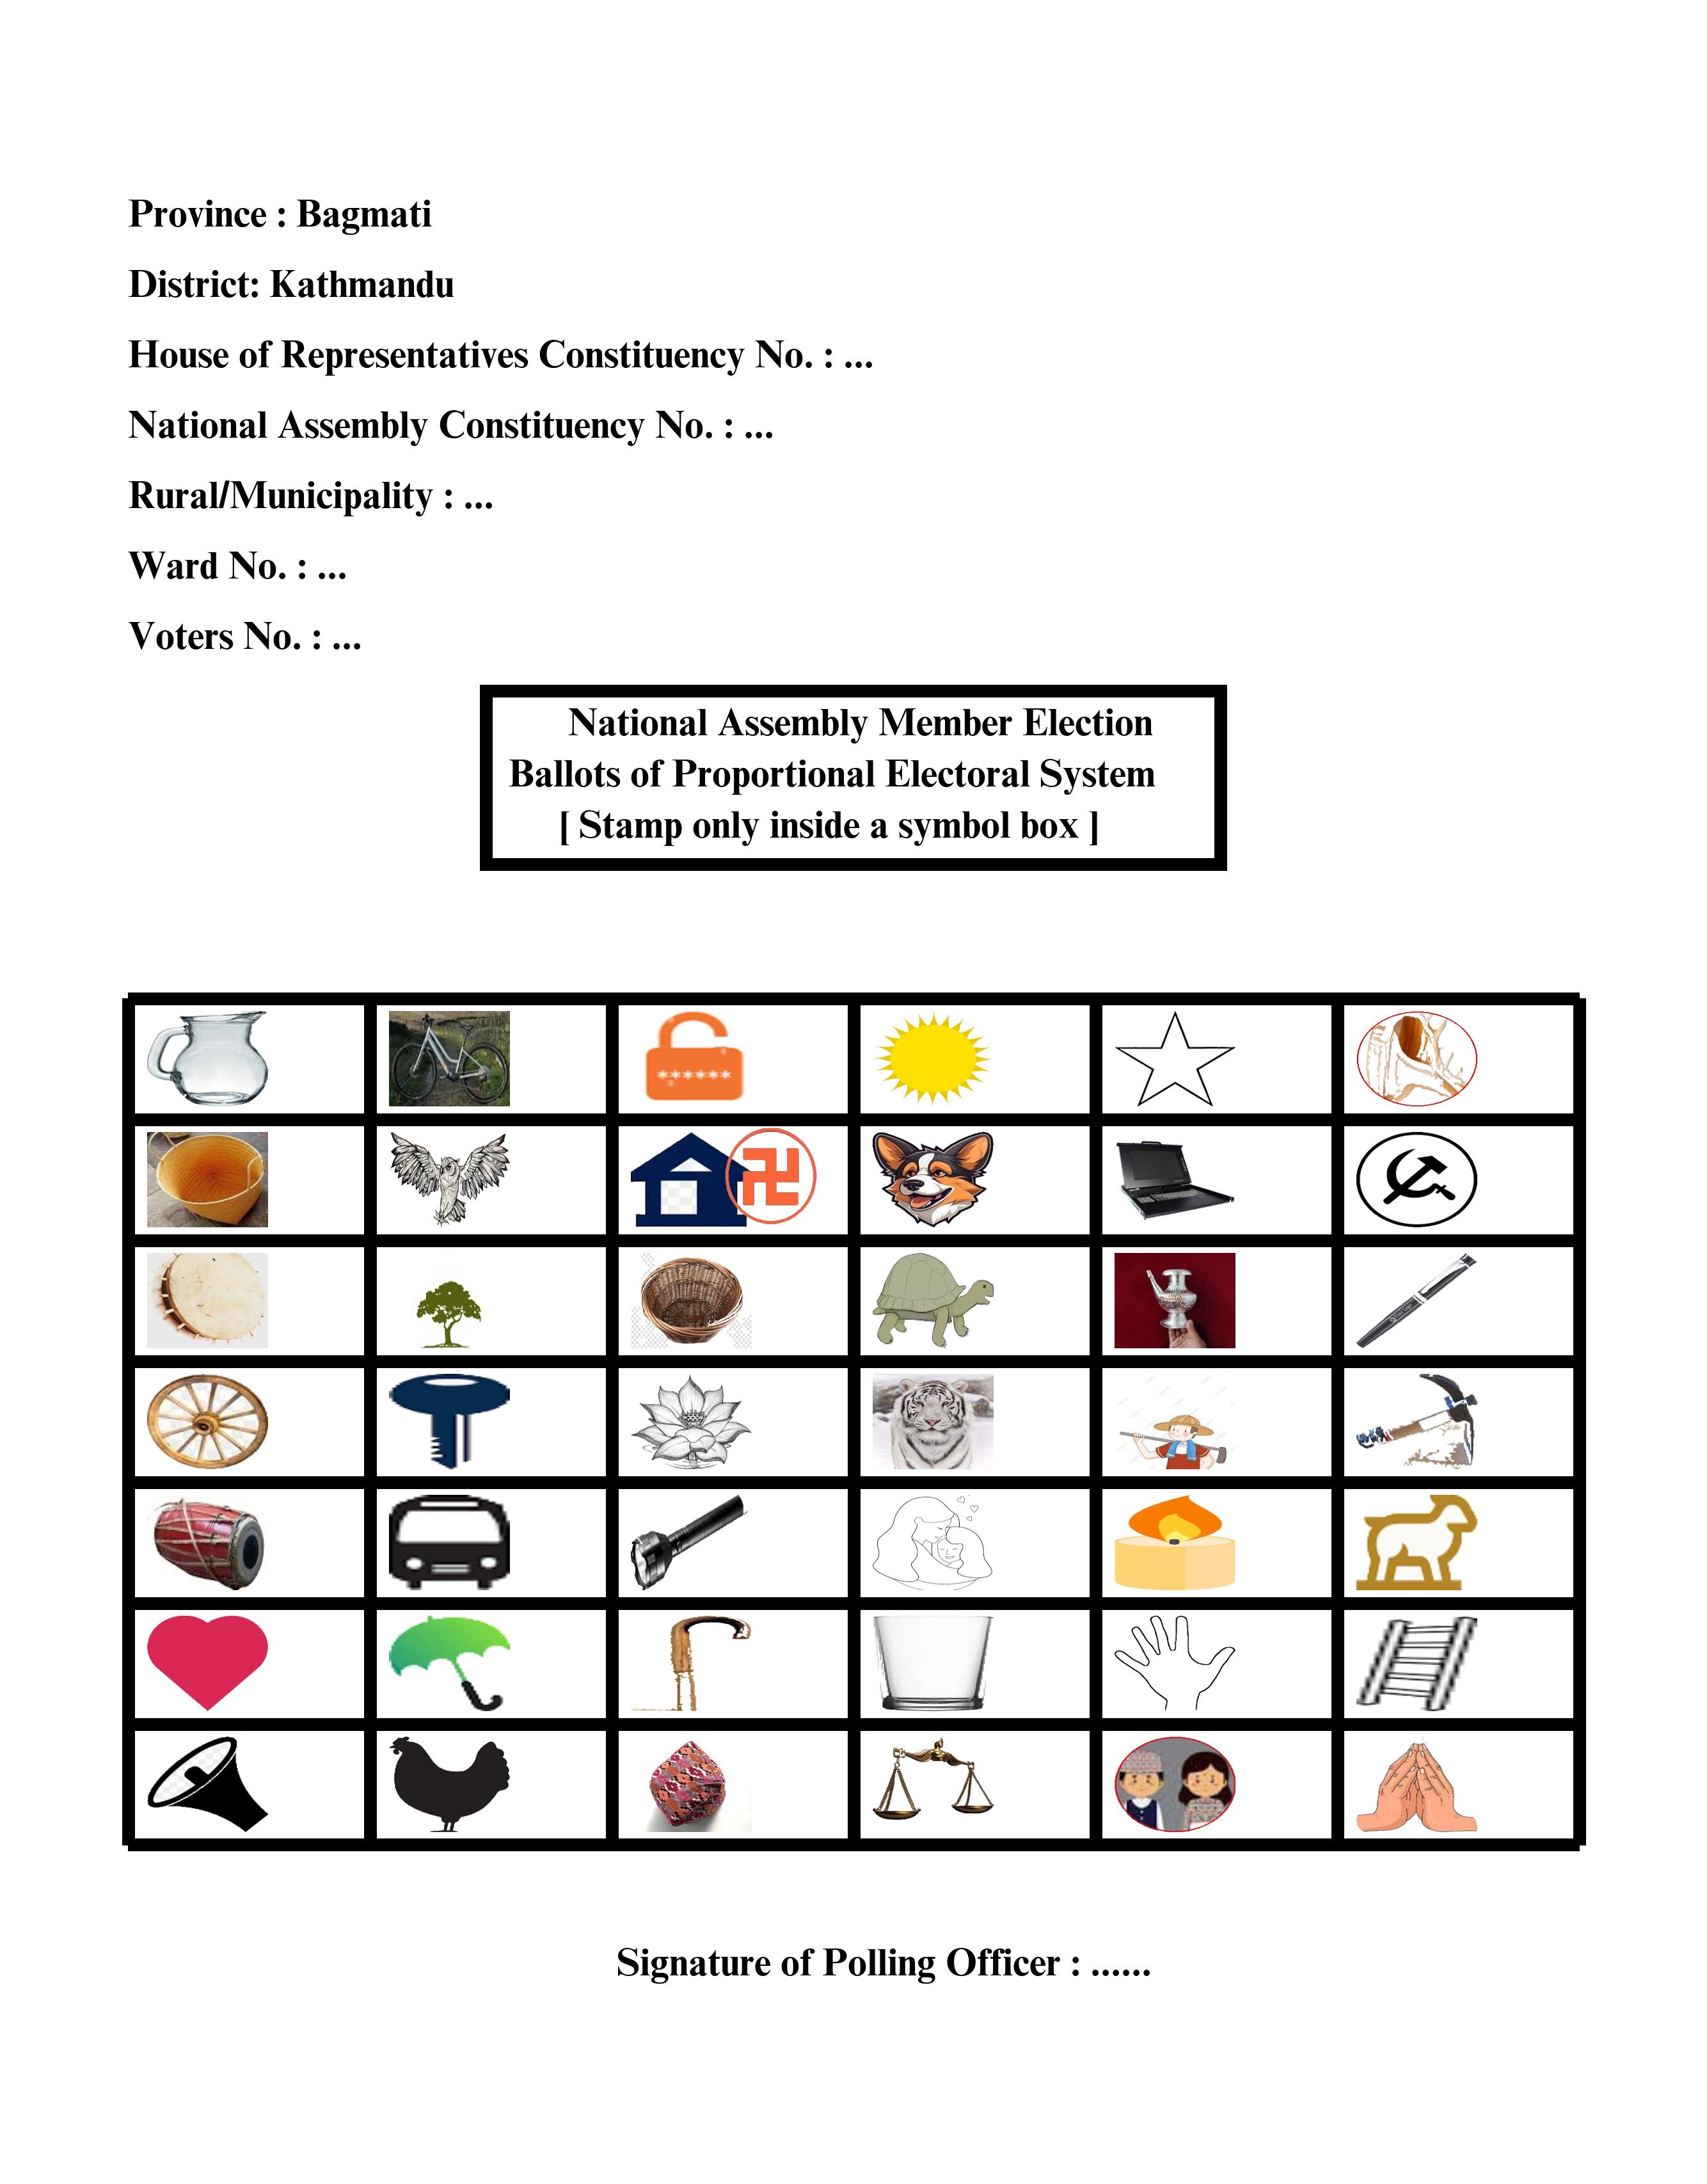 Province : Bagmati
District: Kathmandu
House of Representatives Constituency No. : ...
National Assembly Constituency No. : ...
Rural/Municipality : ...
Ward No. : ...
Voters No. : ...
National Assembly Member Election
Ballots of Proportional Electoral System
[ Stamp only inside a symbol box ]
Signature of Polling Officer : ......